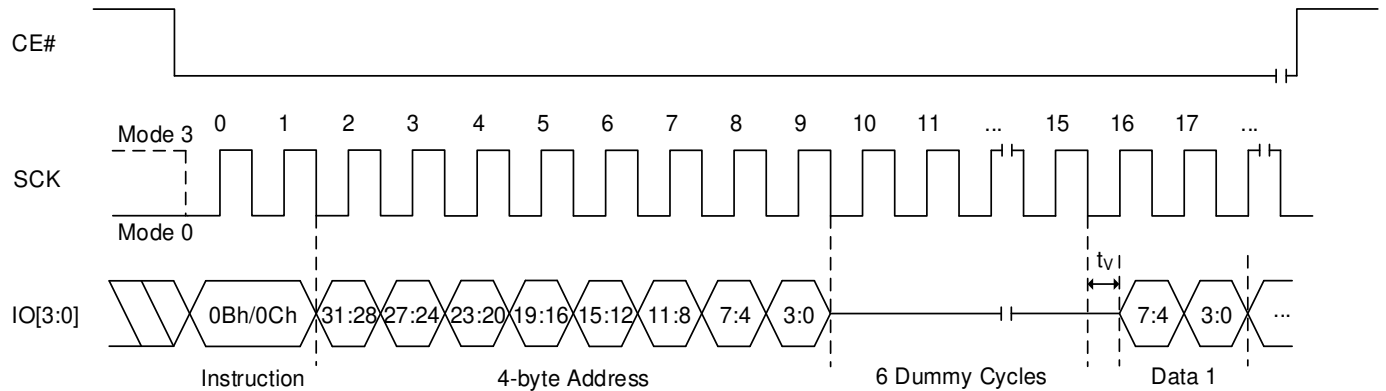 CE#
0 1 2 3 4 5 6 7 8 9 10 11 ... 15 16 17 ...
Mode 3
SCK
Mode 0
tV
IO[3:0] 0Bh/0Ch 31:28 27:24 23:20 19:16 15:12 11:8 7:4 3:0 7:4 3:0 ...
Instruction 4-byte Address 6 Dummy Cycles Data 1